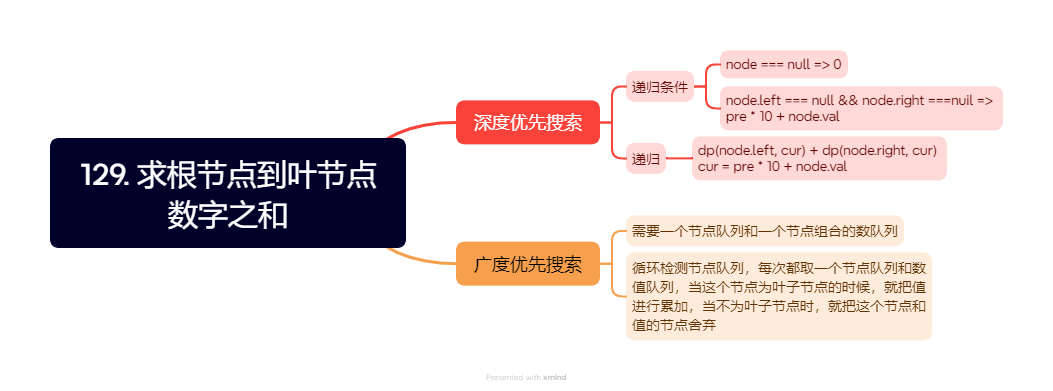 129. 求根节点到叶节点
数字之和
深度优先搜索
递归条件
node === null => 0
node.left === null && node.right ===nuil =>
pre * 10 + node.val
递归
dp(node.left, cur) + dp(node.right, cur)
cur = pre * 10 + node.val
广度优先搜索
需要一个节点队列和一个节点组合的数队列
循环检测节点队列，每次都取一个节点队列和数
值队列，当这个节点为叶子节点的时候，就把值
进行累加，当不为叶子节点时，就把这个节点和
值的节点舍弃
Presented with xmind